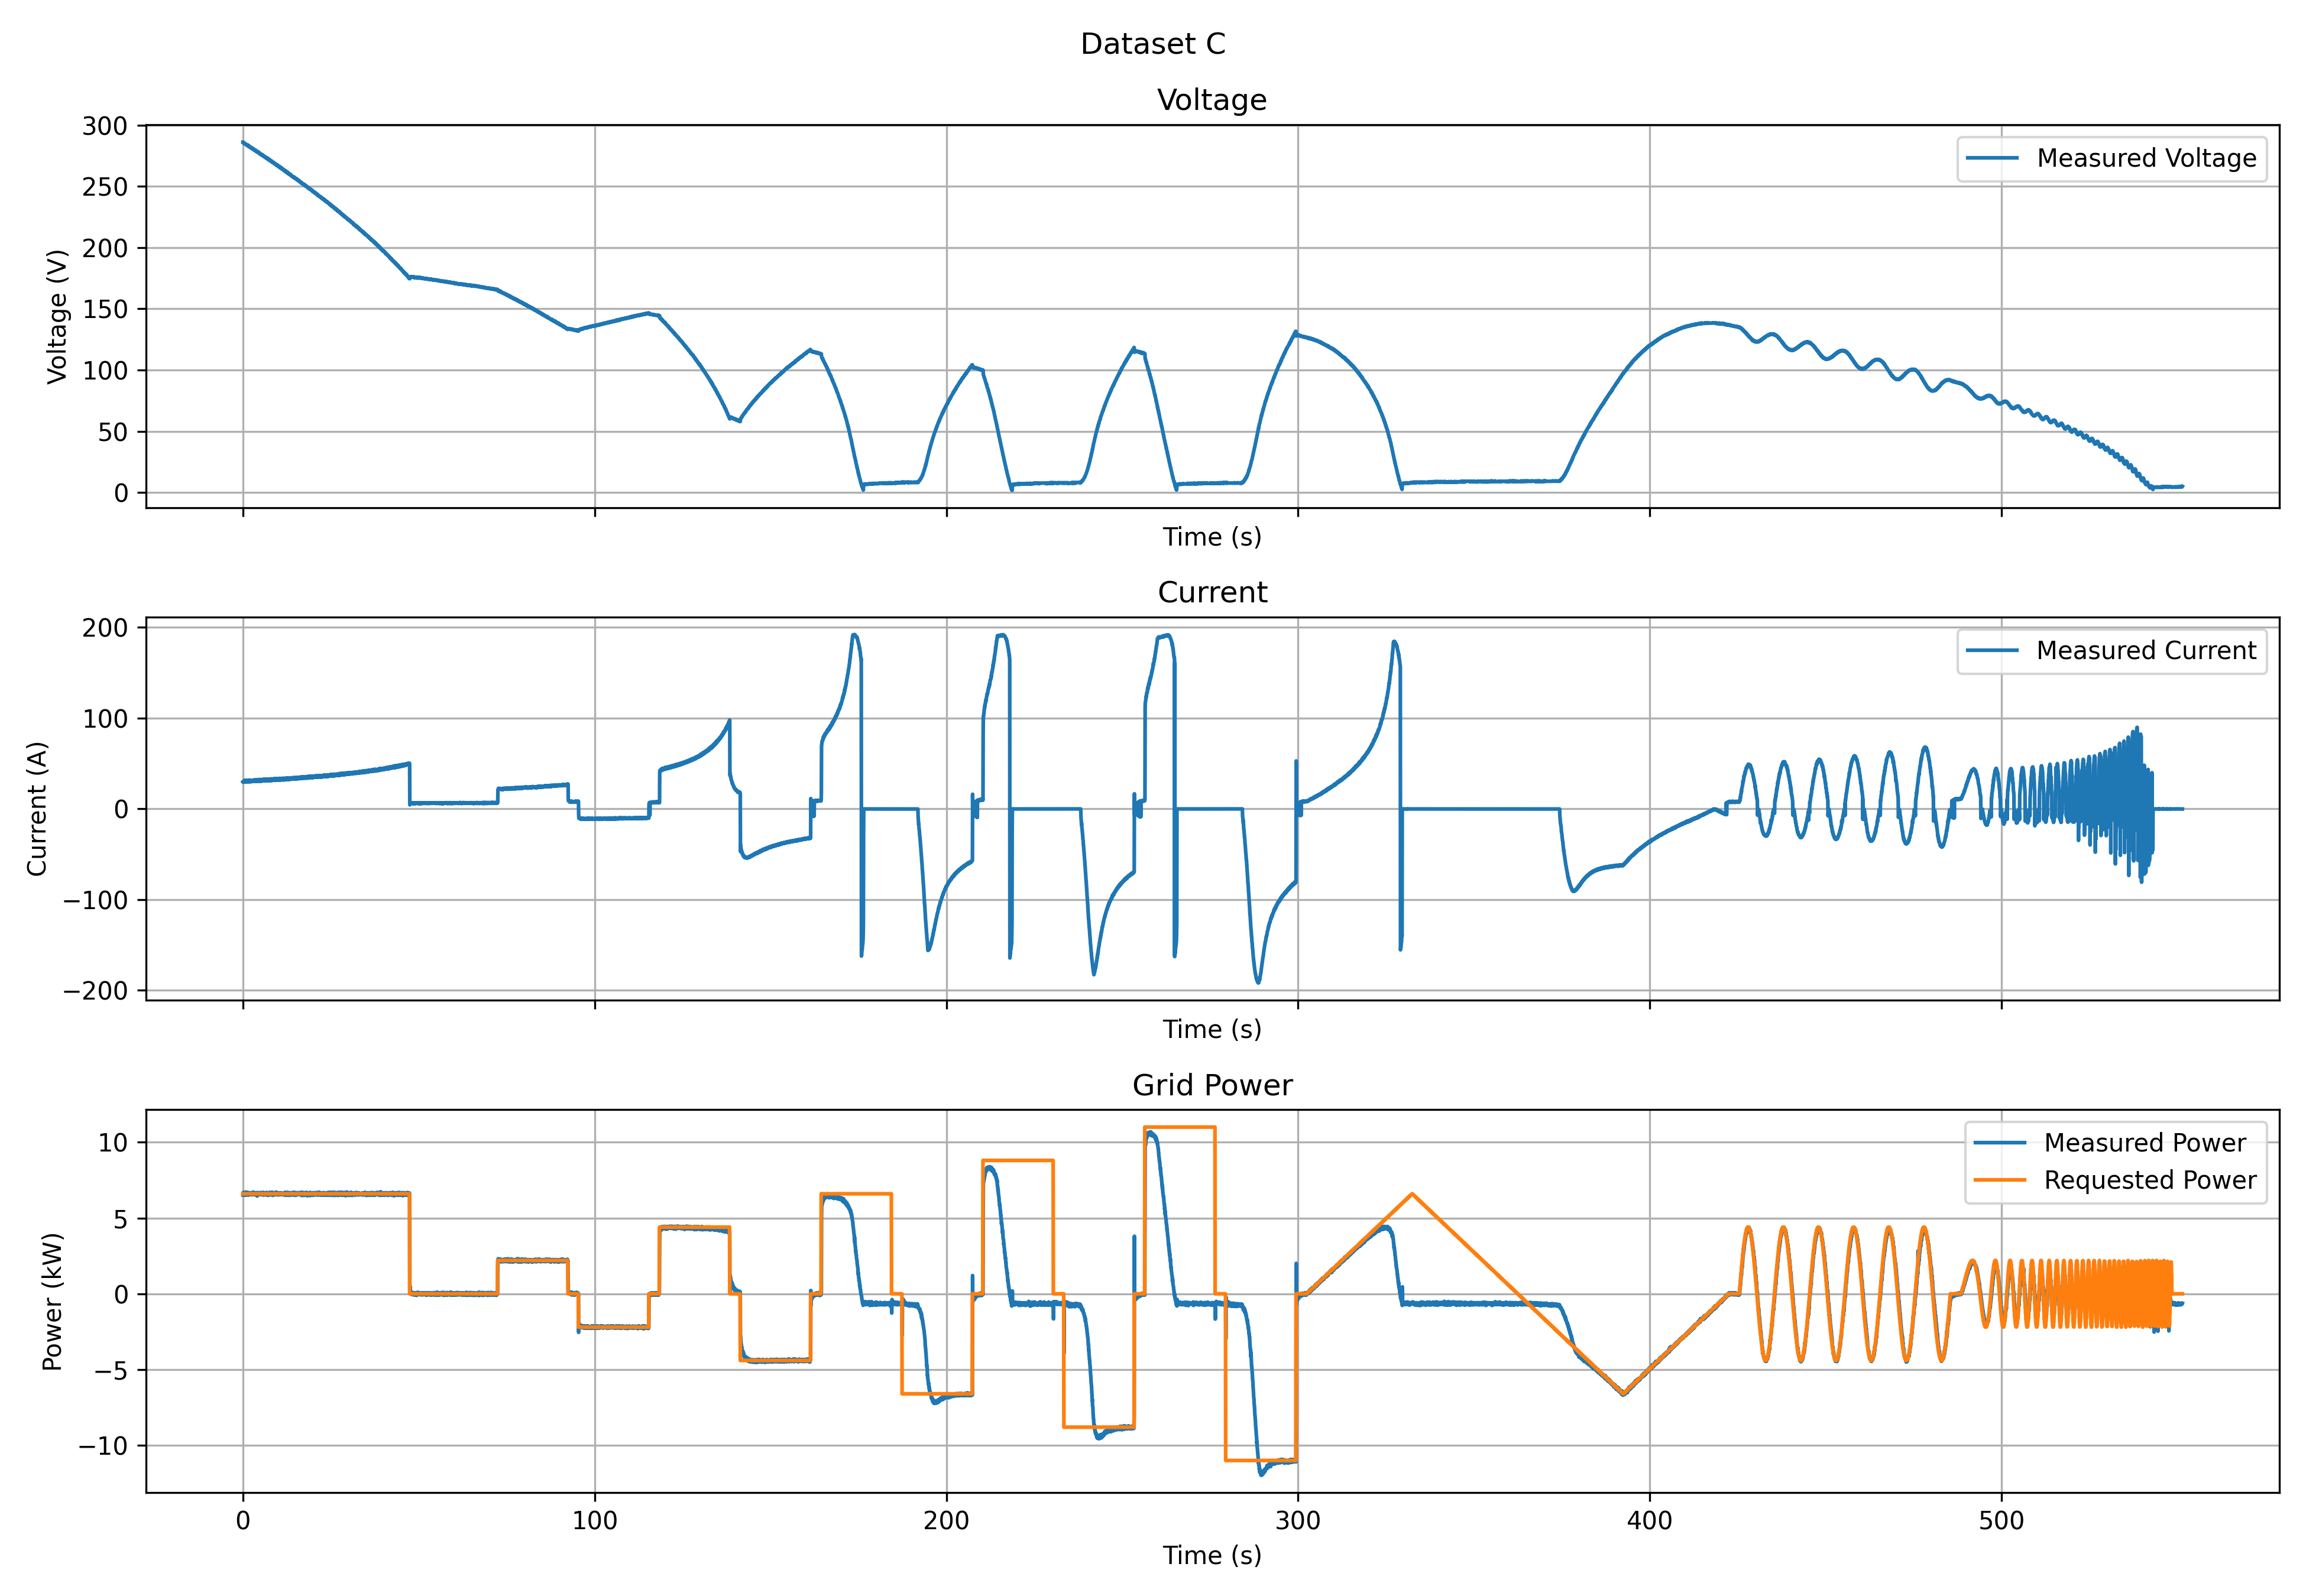 Dataset C
Voltage
300
250
200
150
100
50
0
Voltage (V)
Measured Voltage
Time (s)
Current
200
100
0
−100
−200
Current (A)
Measured Current
Time (s)
Grid Power
10
5
0
−5
−10
Power (kW)
Measured Power
Requested Power
0 100 200 300 400 500
Time (s)